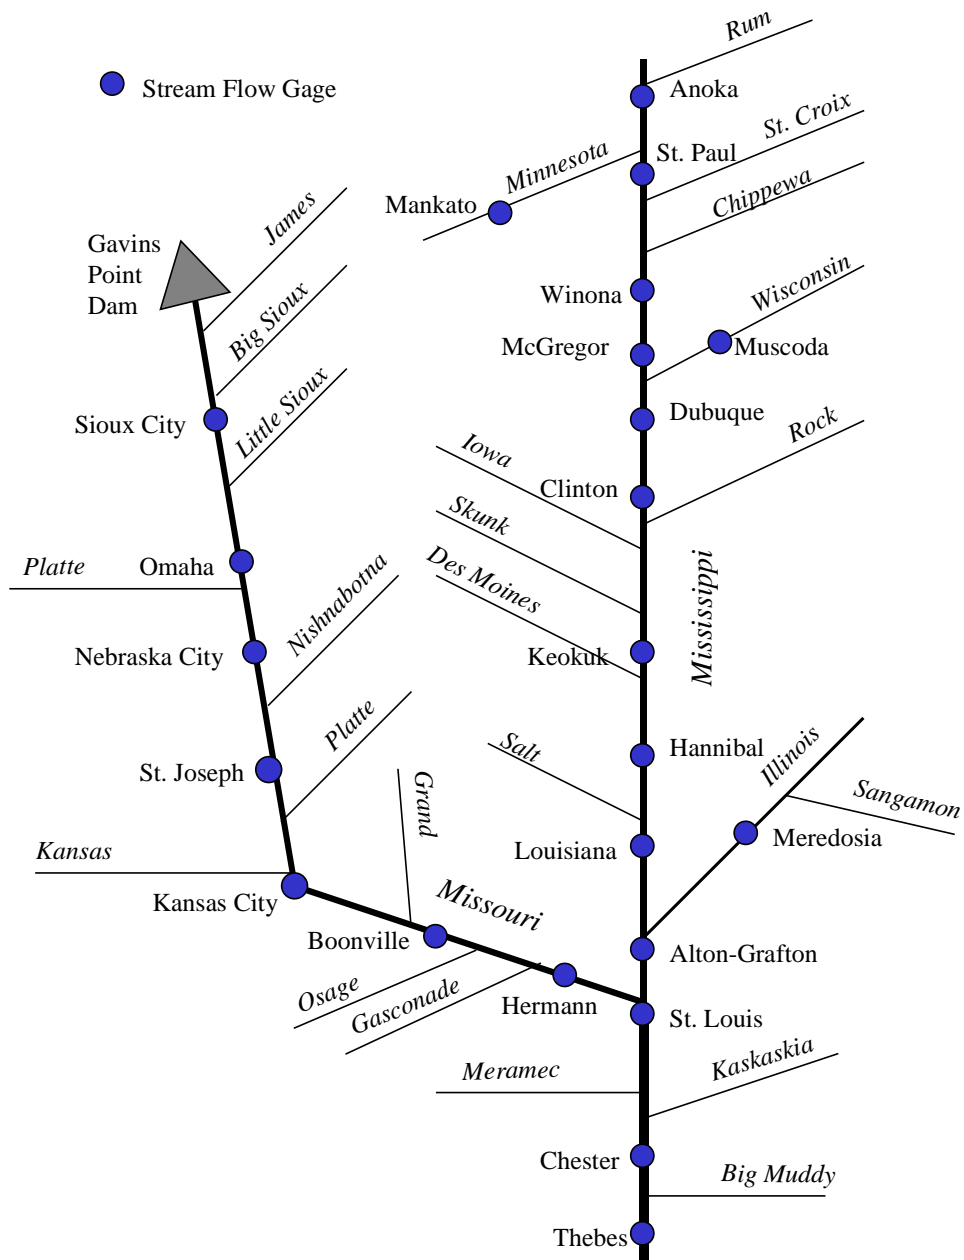 Rum
Stream Flow Gage
Anoka
St. Croix
St. Paul
Minnesota
Chippewa
Mankato
James
Gavins
Point
Dam
Big Sioux
Winona
Wisconsin
McGregor
Muscoda
Little Sioux
Sioux City
Dubuque
Rock
Iowa
Clinton
Skunk
Platte
Omaha
Des Moines
Nishnabotna
Mississippi
Nebraska City
Keokuk
Platte
St. Joseph
Grand
Salt
Hannibal
Illinois
Sangamon
Kansas
Louisiana
Meredosia
Kansas City
Missouri
Boonville
Alton-Grafton
Osage
Gasconade
Hermann
St. Louis
Meramec
Kaskaskia
Chester
Big Muddy
Thebes